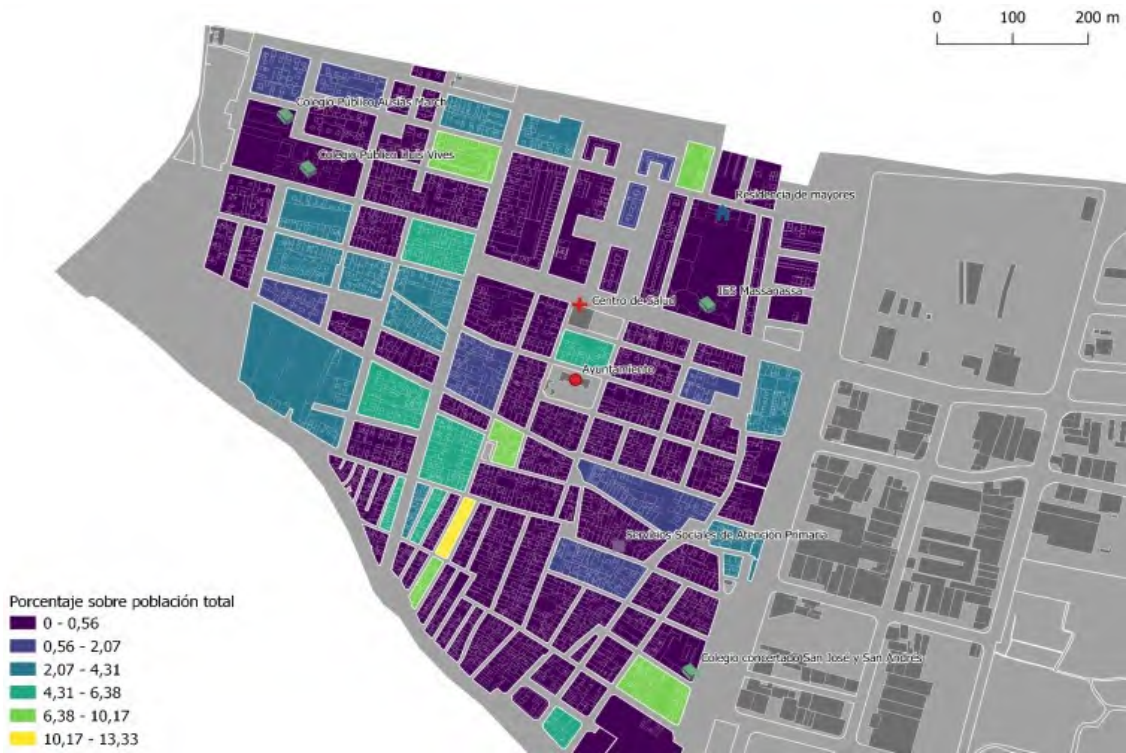 0 100 200 m
Colegio Público Ausiàs March
Colegio Público Lluís Vives
Residencia de mayores
IES Massanassa
Centro de Salud
Ayuntamiento
Servicios Sociales de Atención Primaria
Colegio concertado San José y San Andrés
Porcentaje sobre población total
0 - 0,56
0,56 - 2,07
2,07 - 4,31
4,31 - 6,38
6,38 - 10,17
10,17 - 13,33